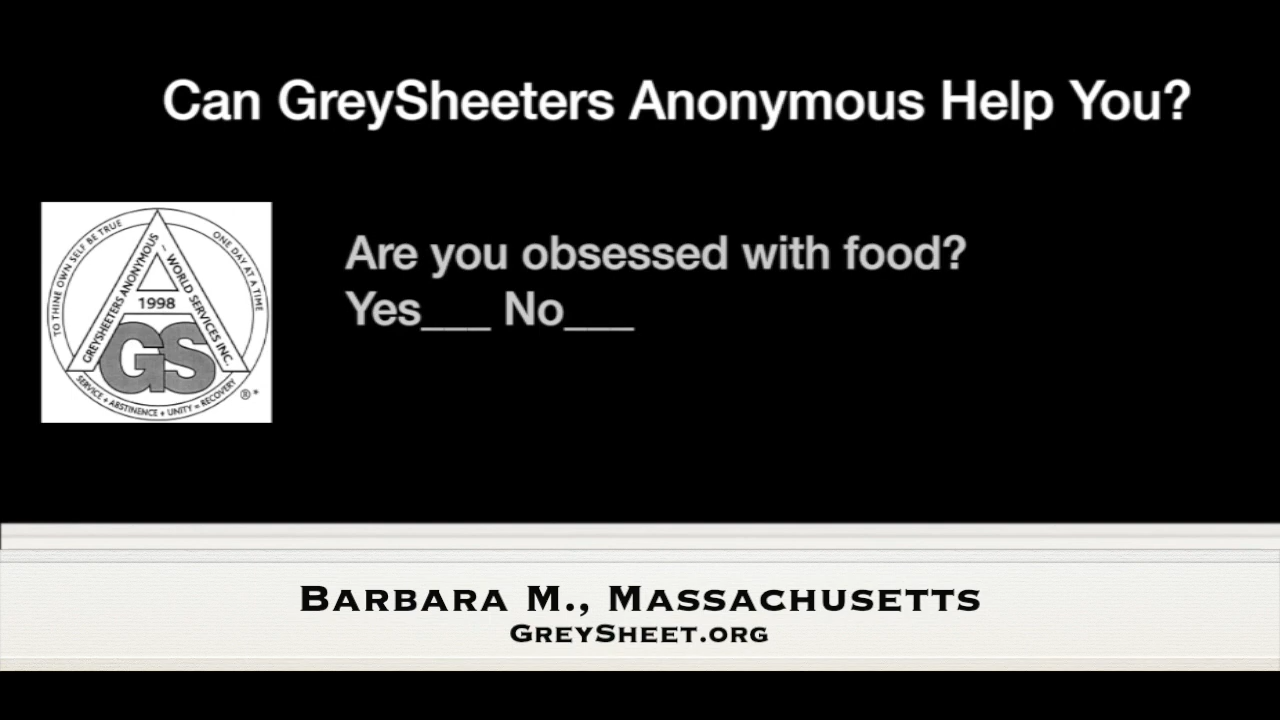 Can GreySheeters Anonymous Help You?
TO THINE OWN SELF BE TRUE
ONE DAY AT A TIME
GREYSHEETERS ANONYMOUS ~ WORLD SERVICES INC.
1998
GS
SERVICE + ABSTINENCE + UNITY = RECOVERY
®*
Are you obsessed with food?
Yes___ No___
Barbara M., Massachusetts
GreySheet.org